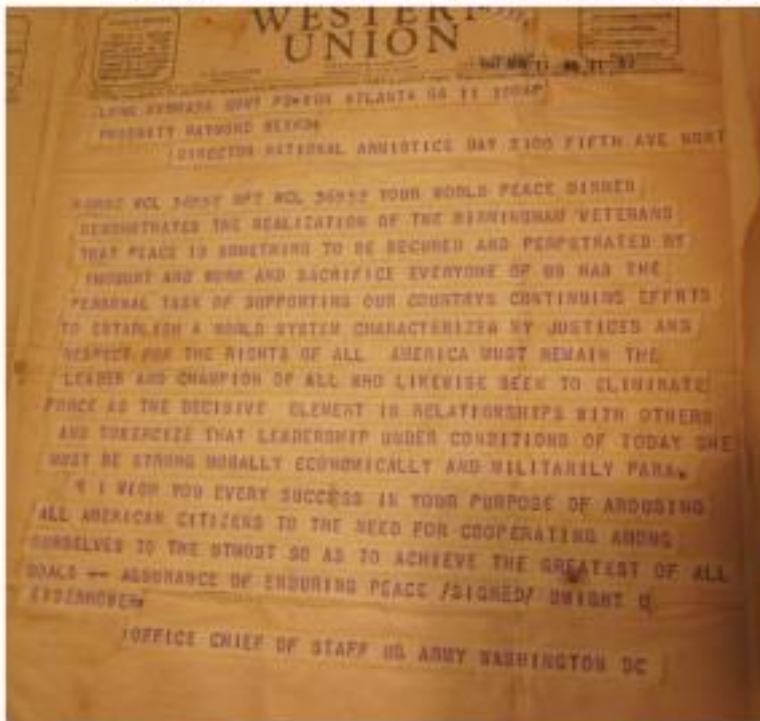 WESTERN
UNION
GOVT ATLANTA GA 11
PRIORITY RAYMOND WEEKS
DIRECTOR NATIONAL ARMISTICE DAY 2100 FIFTH AVE NORT
WCL WCL 36952 YOUR WORLD PEACE DINNER
DEMONSTRATES THE REALIZATION OF THE BIRMINGHAM VETERANS
THAT PEACE IS SOMETHING TO BE SECURED AND PERPETRATED BY
THOUGHT AND WORK AND SACRIFICE EVERYONE OF US HAS THE
PERSONAL TASK OF SUPPORTING OUR COUNTRYS CONTINUING EFFRTS
TO ESTABLISH A WORLD SYSTEM CHARACTERIZED BY JUSTICES AND
RESPECT FOR THE RIGHTS OF ALL AMERICA MUST REMAIN THE
LEADER AND CHAMPION OF ALL WHO LIKEWISE SEEK TO ELIMINATE
FORCE AS THE DECISIVE ELEMENT IN RELATIONSHIPS WITH OTHERS
AND THAT LEADERSHIP UNDER CONDITIONS OF TODAY SHE
MUST BE STRONG MORALLY ECONOMICALLY AND MILITARILY PARA.
I WISH YOU EVERY SUCCESS IN YOUR PURPOSE OF AROUSING
ALL AMERICAN CITIZENS TO THE NEED FOR COOPERATING AMONG
OURSELVES TO THE UTMOST SO AS TO ACHIEVE THE GREATEST OF ALL
GOALS -- ASSURANCE OF ENDURING PEACE /SIGNED/ DWIGHT D
EISENHOWER
OFFICE CHIEF OF STAFF US ARMY WASHINGTON DC